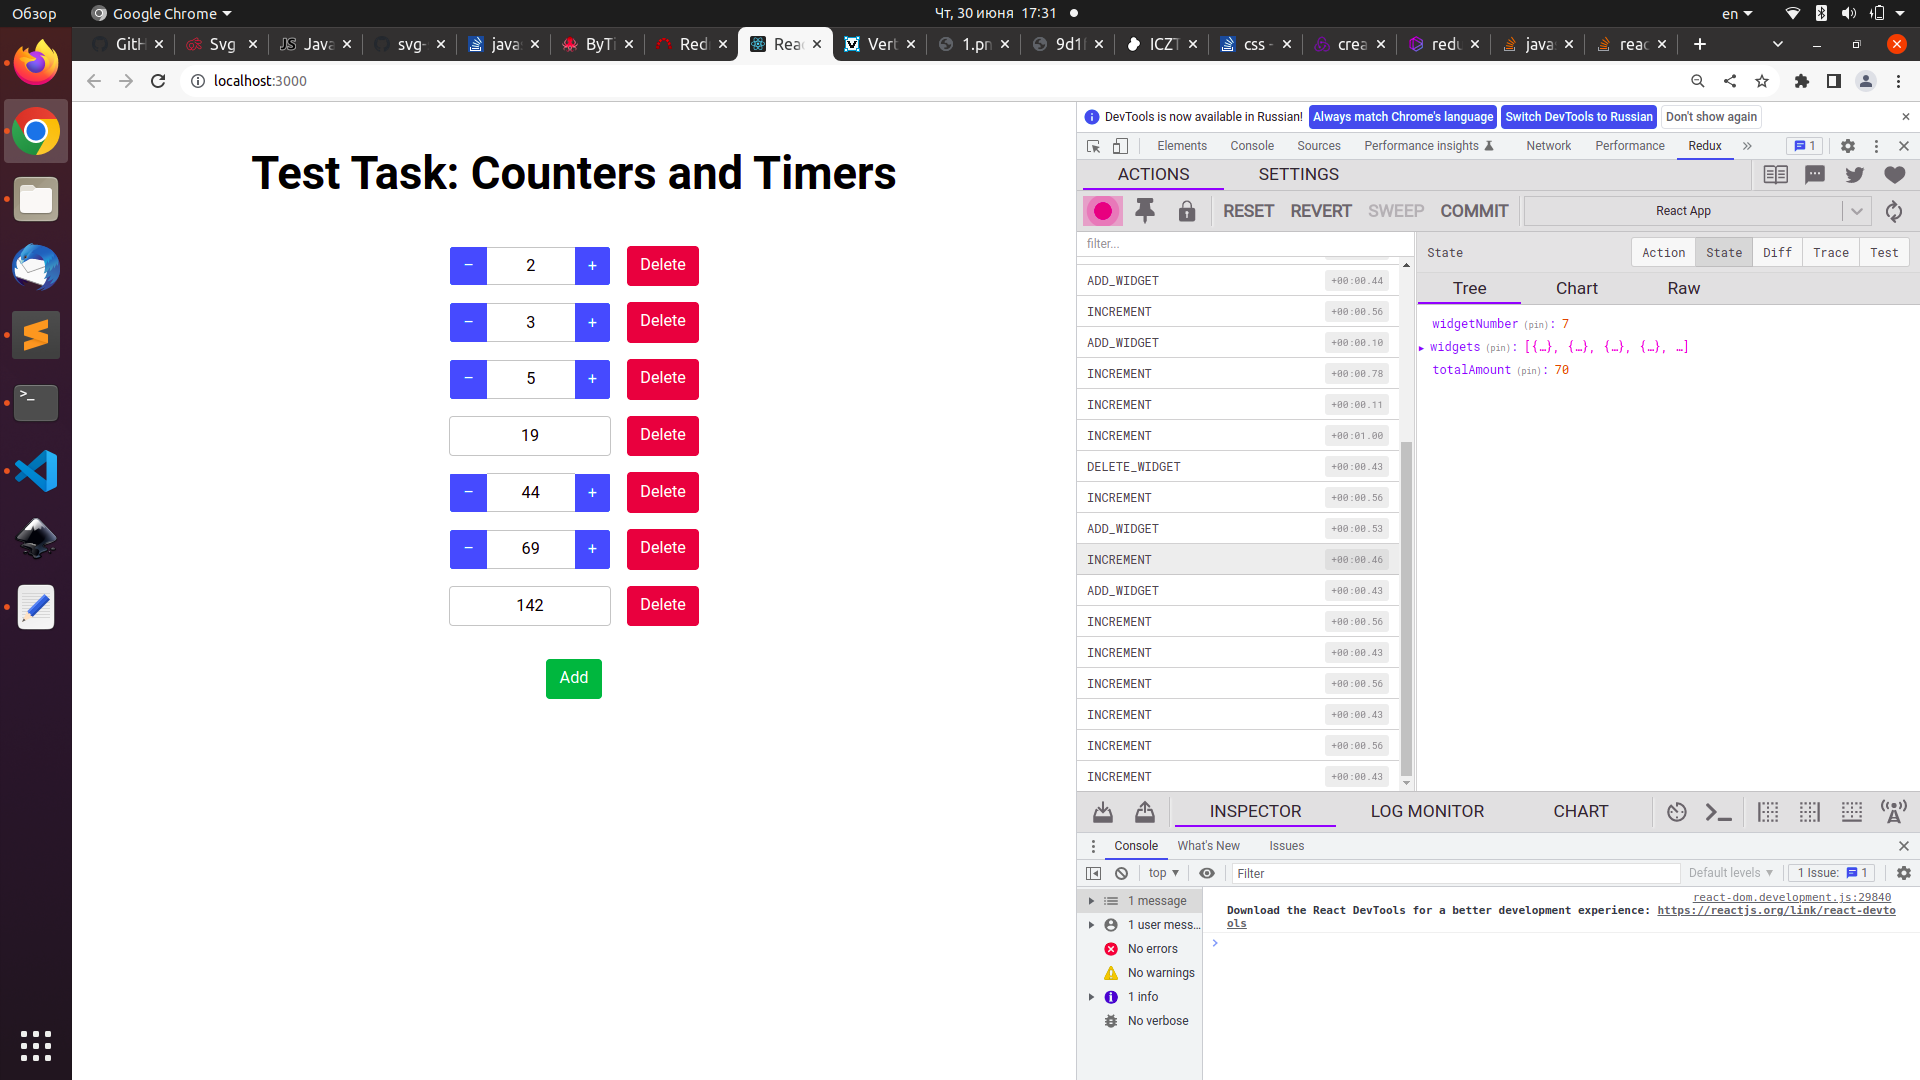 Обзор
Google Chrome
Чт, 30 июня 17:31
en
GitH
Svg
JS Java
svg-
java
ByTi
Redu
Reac
Vert
1.pn
9d1f
ICZT
css -
crea
redu
java
reac
localhost:3000
Test Task: Counters and Timers
− 2 + Delete
− 3 + Delete
− 5 + Delete
19 Delete
− 44 + Delete
− 69 + Delete
142 Delete
Add
DevTools is now available in Russian! Always match Chrome's language Switch DevTools to Russian Don't show again
Elements Console Sources Performance insights Network Performance Redux » 1
ACTIONS SETTINGS
RESET REVERT SWEEP COMMIT React App
filter...
ADD_WIDGET +00:00.44
INCREMENT +00:00.56
ADD_WIDGET +00:00.10
INCREMENT +00:00.78
INCREMENT +00:00.11
INCREMENT +00:01.00
DELETE_WIDGET +00:00.43
INCREMENT +00:00.56
ADD_WIDGET +00:00.53
INCREMENT +00:00.46
ADD_WIDGET +00:00.43
INCREMENT +00:00.56
INCREMENT +00:00.43
INCREMENT +00:00.56
INCREMENT +00:00.43
INCREMENT +00:00.56
INCREMENT +00:00.43
State Action State Diff Trace Test
Tree Chart Raw
widgetNumber (pin): 7
widgets (pin): [{…}, {…}, {…}, {…}, …]
totalAmount (pin): 70
INSPECTOR LOG MONITOR CHART
Console What's New Issues
top Filter Default levels 1 Issue: 1
1 message
1 user mess…
No errors
No warnings
1 info
No verbose
react-dom.development.js:29840
Download the React DevTools for a better development experience: https://reactjs.org/link/react-devto
ols